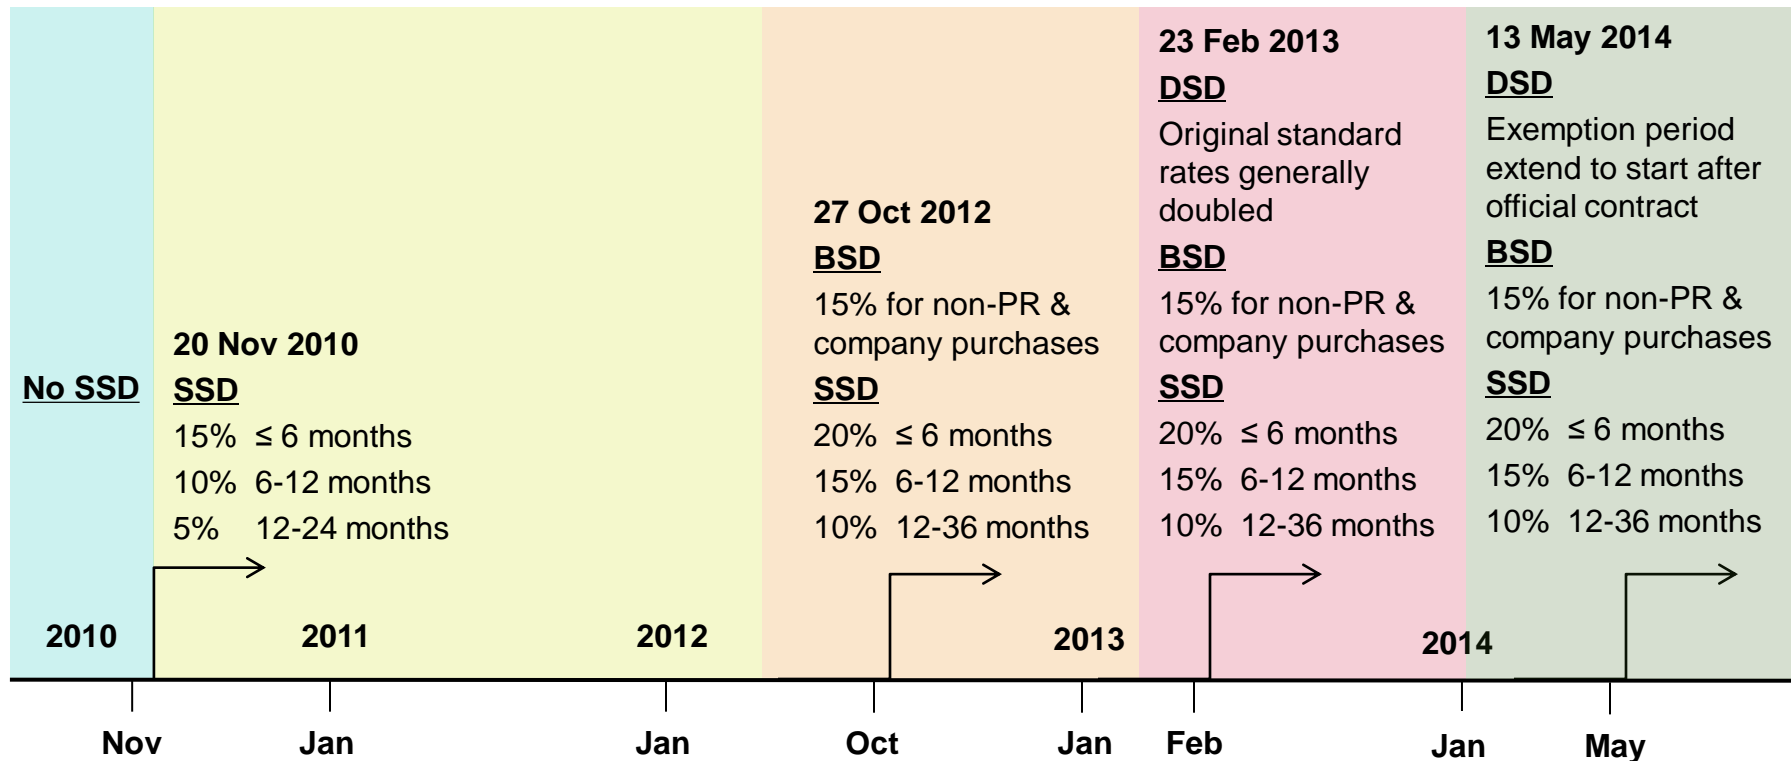 No SSD
20 Nov 2010
SSD
15% ≤ 6 months
10% 6-12 months
5% 12-24 months
27 Oct 2012
BSD
15% for non-PR &
company purchases
SSD
20% ≤ 6 months
15% 6-12 months
10% 12-36 months
23 Feb 2013
DSD
Original standard
rates generally
doubled
BSD
15% for non-PR &
company purchases
SSD
20% ≤ 6 months
15% 6-12 months
10% 12-36 months
13 May 2014
DSD
Exemption period
extend to start after
official contract
BSD
15% for non-PR &
company purchases
SSD
20% ≤ 6 months
15% 6-12 months
10% 12-36 months
2010 2011 2012 2013 2014
Nov Jan Jan Oct Jan Feb Jan May